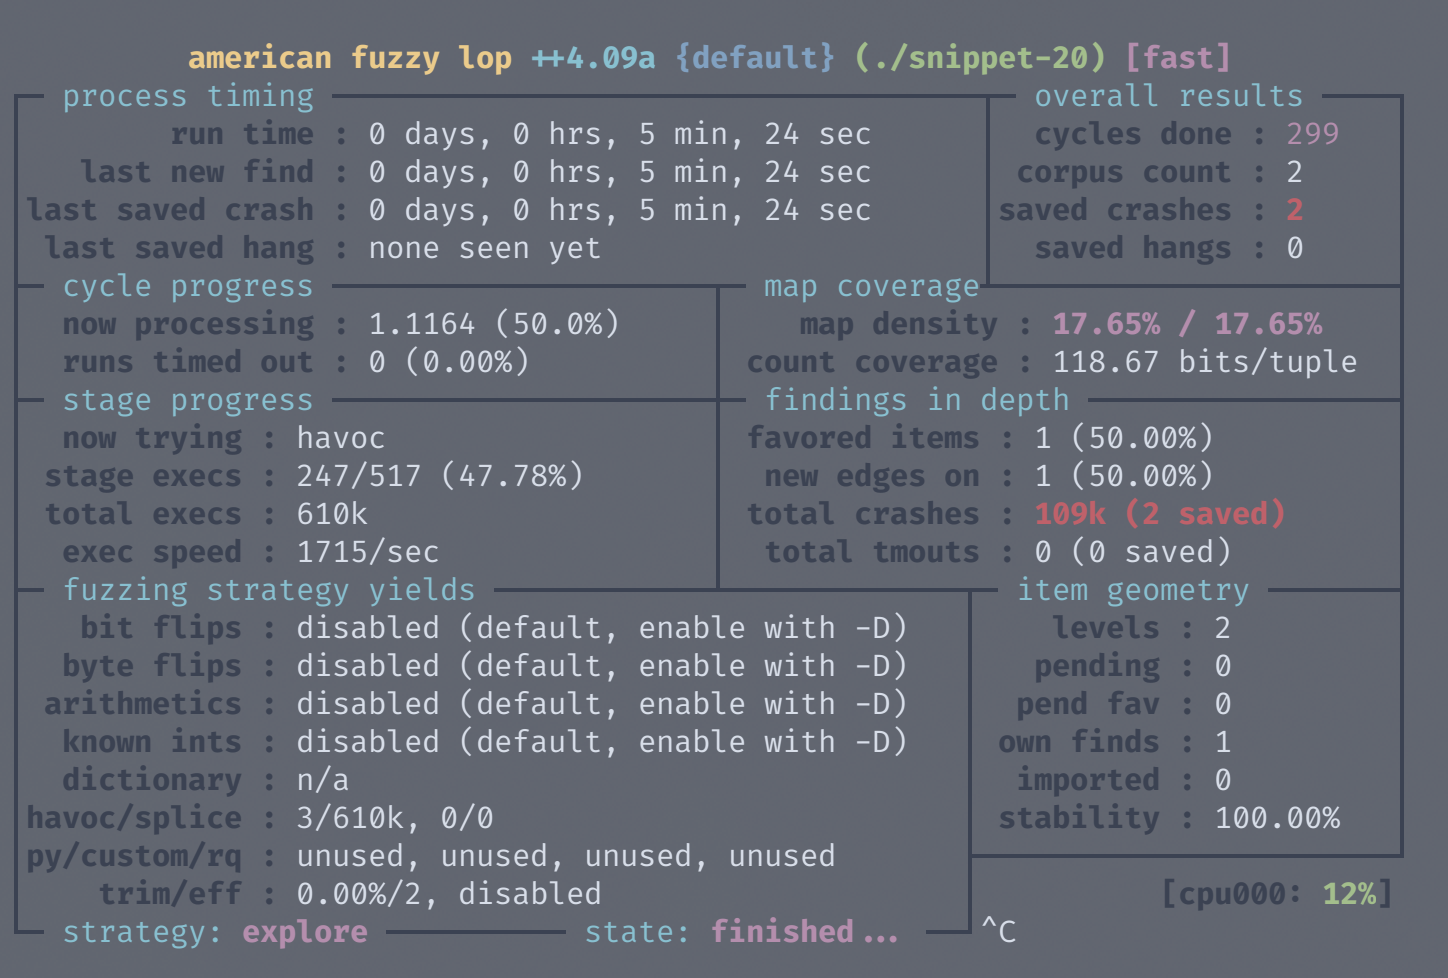 american fuzzy lop ++4.09a {default} (./snippet-20) [fast]
process timing overall results
run time : 0 days, 0 hrs, 5 min, 24 sec cycles done : 299
last new find : 0 days, 0 hrs, 5 min, 24 sec corpus count : 2
last saved crash : 0 days, 0 hrs, 5 min, 24 sec saved crashes : 2
last saved hang : none seen yet saved hangs : 0
cycle progress map coverage
now processing : 1.1164 (50.0%) map density : 17.65% / 17.65%
runs timed out : 0 (0.00%) count coverage : 118.67 bits/tuple
stage progress findings in depth
now trying : havoc favored items : 1 (50.00%)
stage execs : 247/517 (47.78%) new edges on : 1 (50.00%)
total execs : 610k total crashes : 109k (2 saved)
exec speed : 1715/sec total tmouts : 0 (0 saved)
fuzzing strategy yields item geometry
bit flips : disabled (default, enable with -D) levels : 2
byte flips : disabled (default, enable with -D) pending : 0
arithmetics : disabled (default, enable with -D) pend fav : 0
known ints : disabled (default, enable with -D) own finds : 1
dictionary : n/a imported : 0
havoc/splice : 3/610k, 0/0 stability : 100.00%
py/custom/rq : unused, unused, unused, unused
trim/eff : 0.00%/2, disabled [cpu000: 12%]
strategy: explore state: finished... ^C